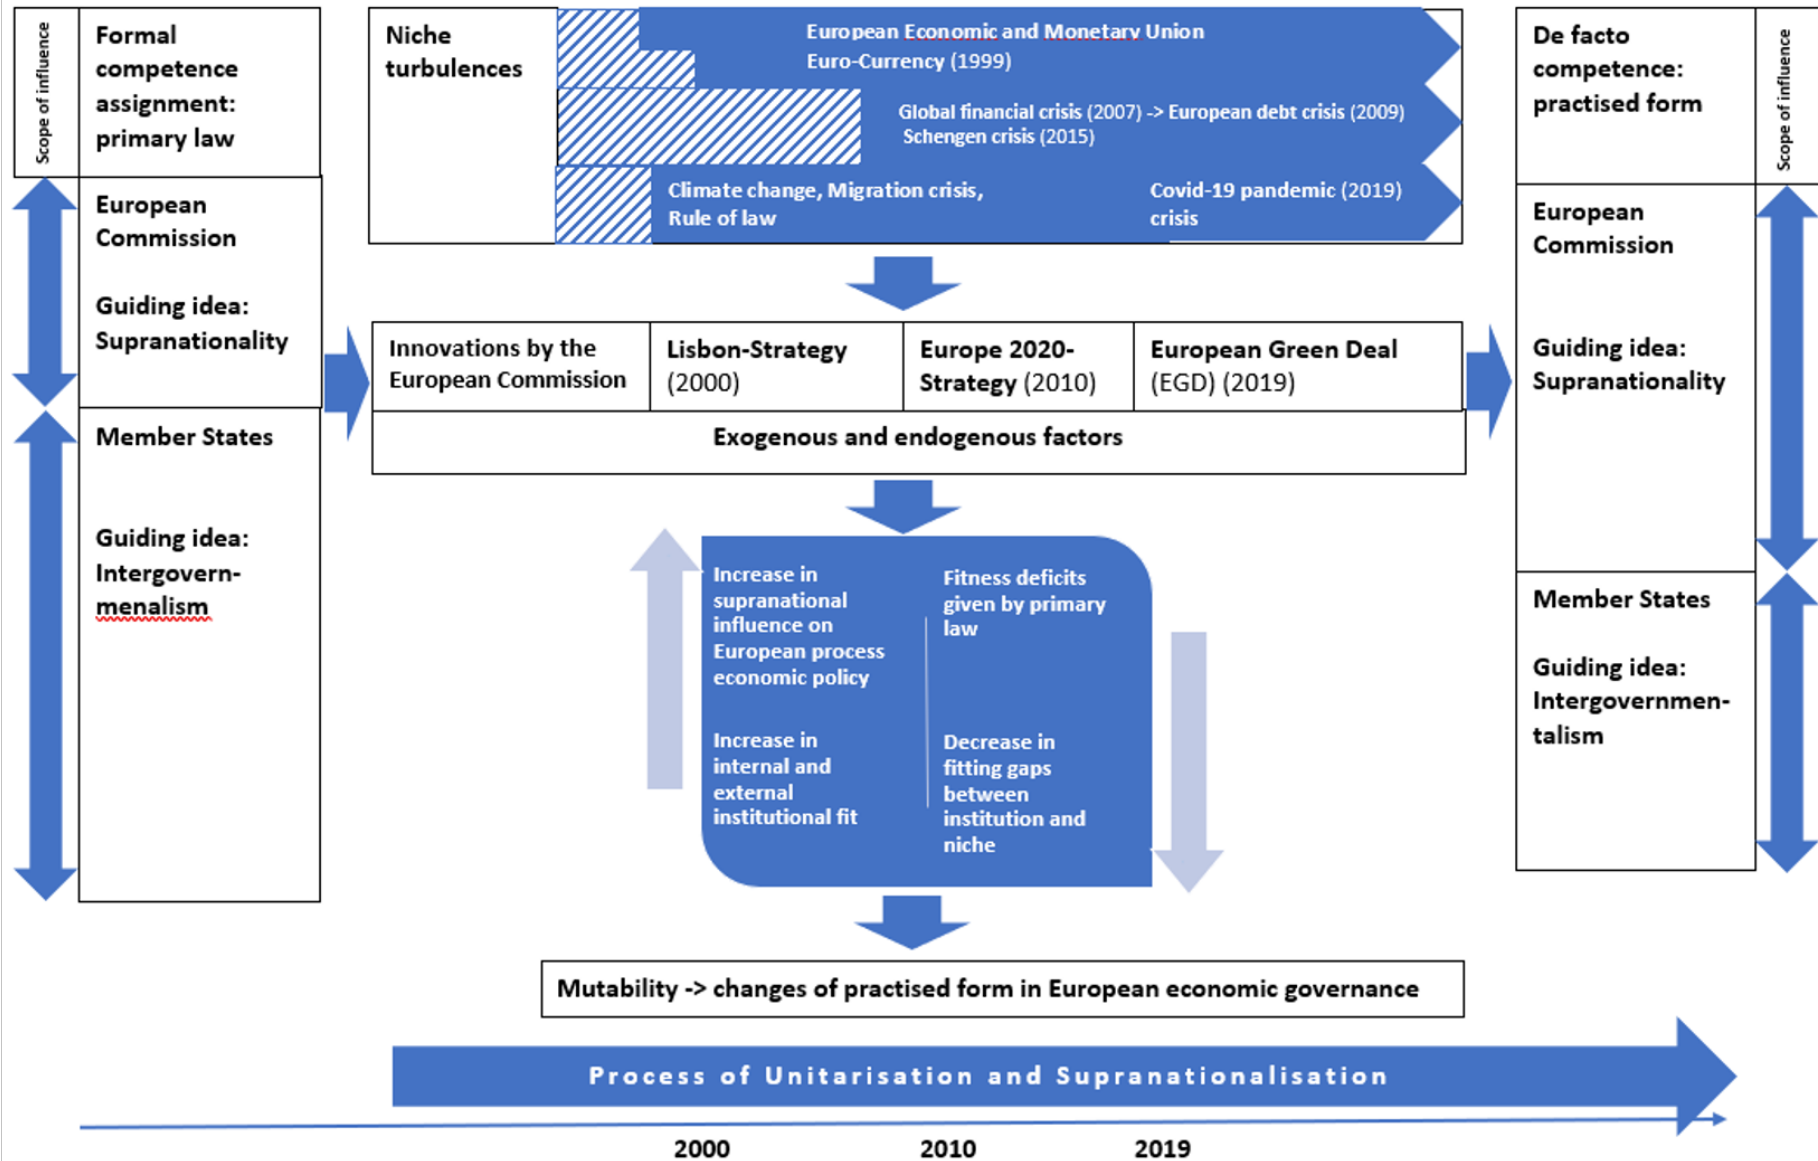 Scope of influence
Formal
competence
assignment:
primary law
European
Commission
Guiding idea:
Supranationality
Member States
Guiding idea:
Intergovern-
menalism
Niche
turbulences
European Economic and Monetary Union
Euro-Currency (1999)
Global financial crisis (2007) -> European debt crisis (2009)
Schengen crisis (2015)
Climate change, Migration crisis,
Rule of law
Covid-19 pandemic (2019)
crisis
Innovations by the
European Commission
Lisbon-Strategy
(2000)
Europe 2020-
Strategy (2010)
European Green Deal
(EGD) (2019)
Exogenous and endogenous factors
Increase in
supranational
influence on
European process
economic policy
Increase in
internal and
external
institutional fit
Fitness deficits
given by primary
law
Decrease in
fitting gaps
between
institution and
niche
Mutability -> changes of practised form in European economic governance
De facto
competence:
practised form
Scope of influence
European
Commission
Guiding idea:
Supranationality
Member States
Guiding idea:
Intergovernmen-
talism
Process of Unitarisation and Supranationalisation
2000
2010
2019